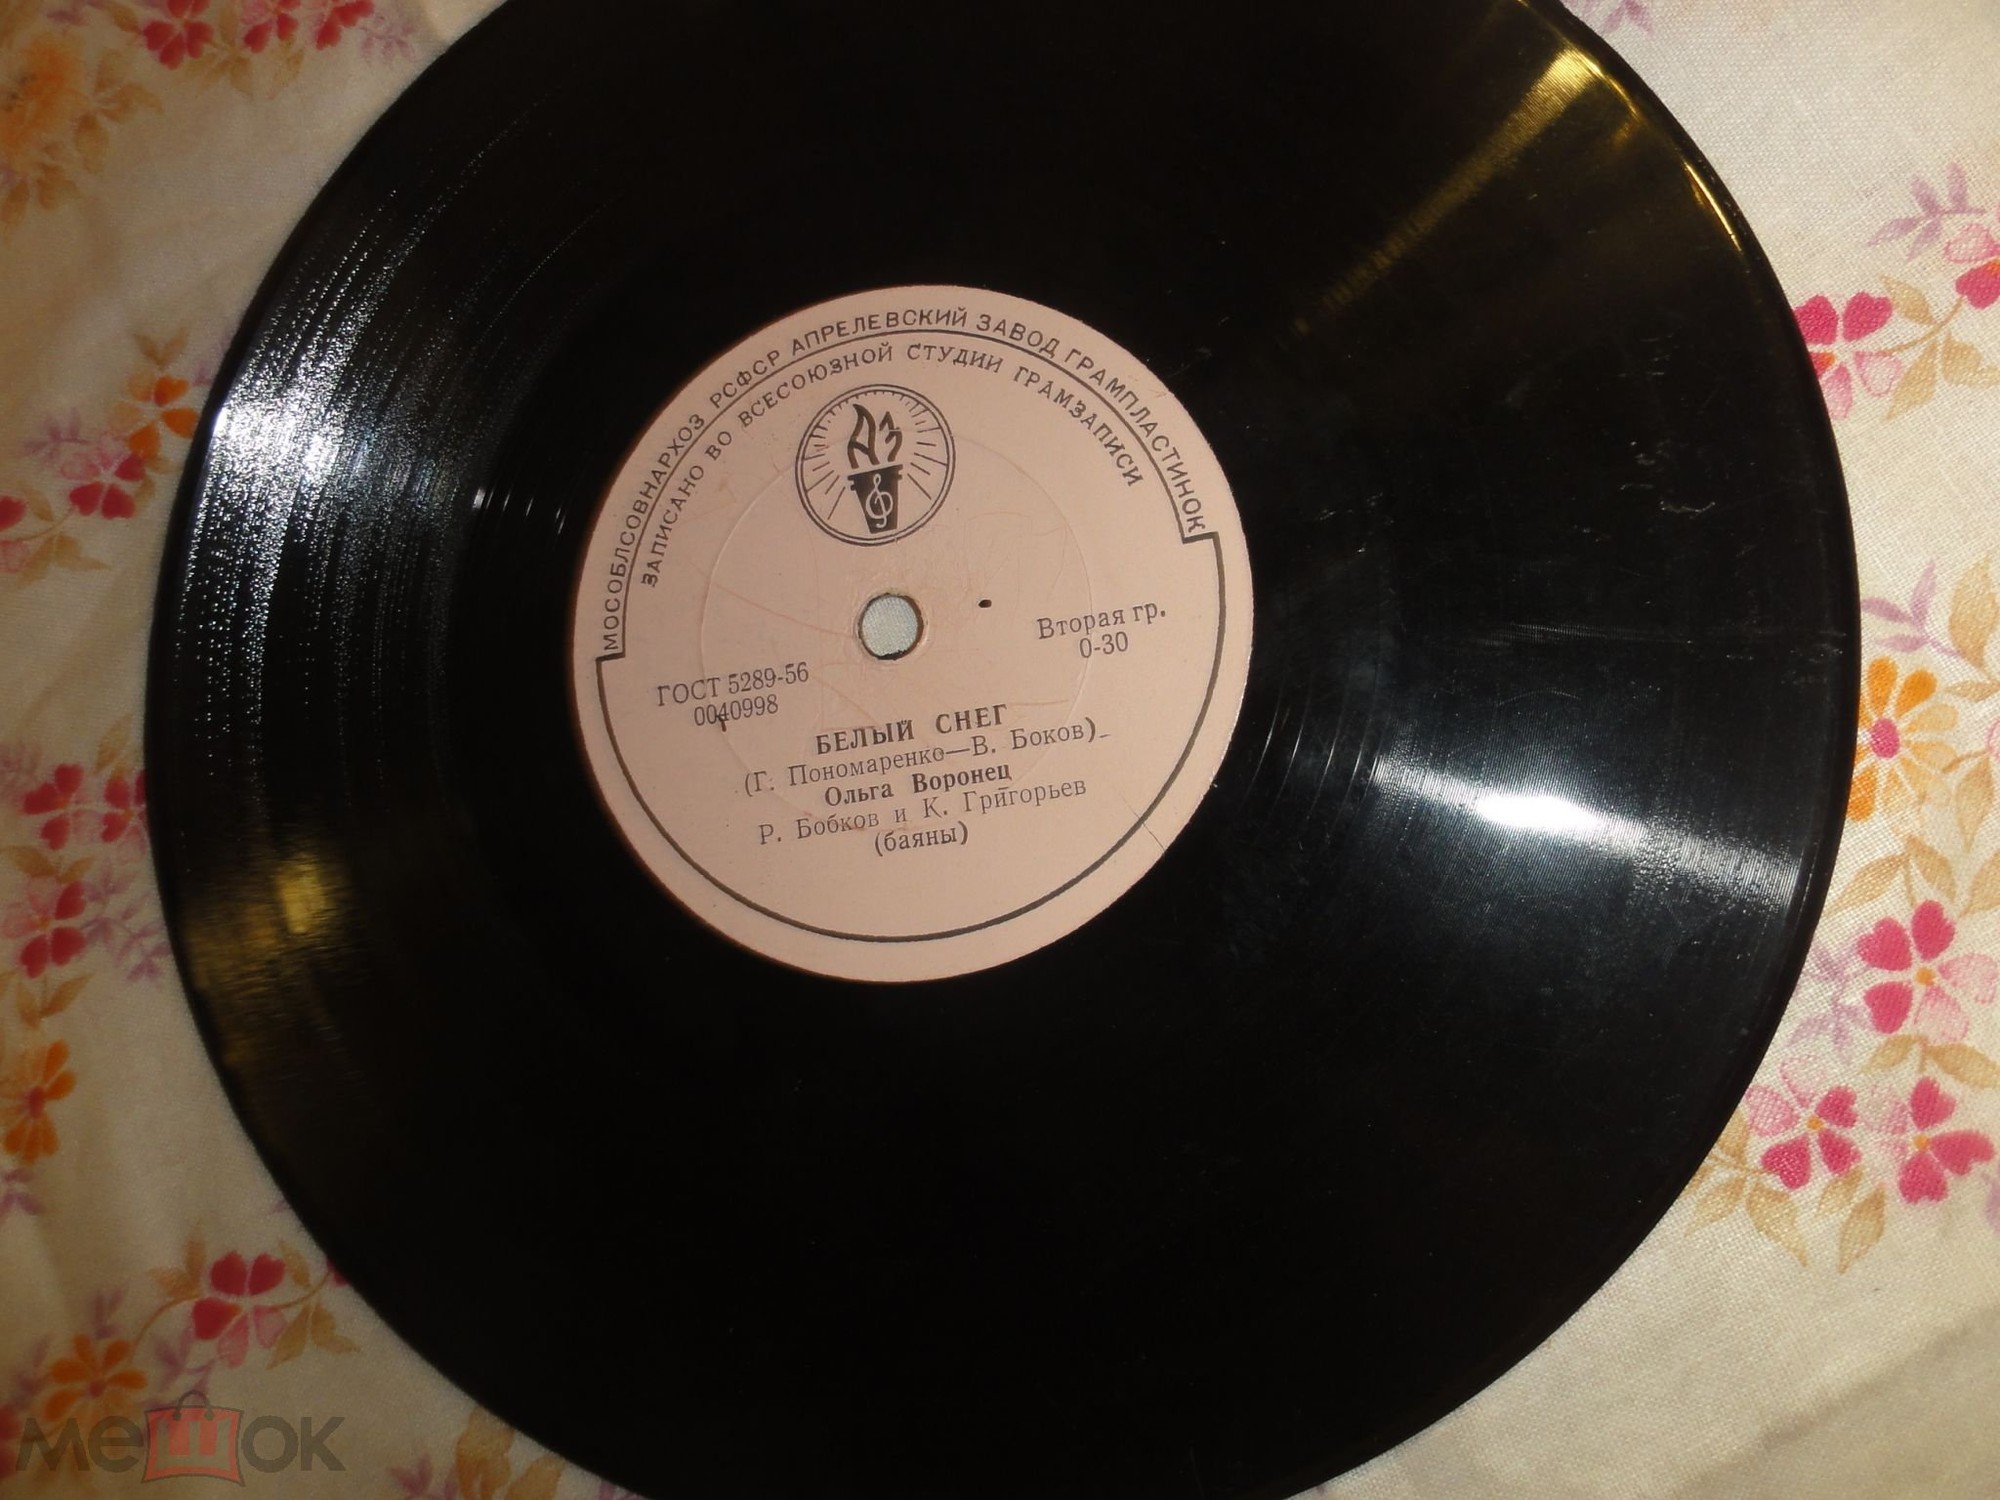 МОСОБЛСОВНАРХОЗ РСФСР АПРЕЛЕВСКИЙ ЗАВОД ГРАМПЛАСТИНОК
ЗАПИСАНО ВО ВСЕСОЮЗНОЙ СТУДИИ ГРАМЗАПИСИ
АЗ
Вторая гр.
0-30
ГОСТ 5289-56
0040998
БЕЛЫЙ СНЕГ
(Г. Пономаренко—В. Боков)
Ольга Воронец
Р. Бобков и К. Григорьев
(баяны)
мешок